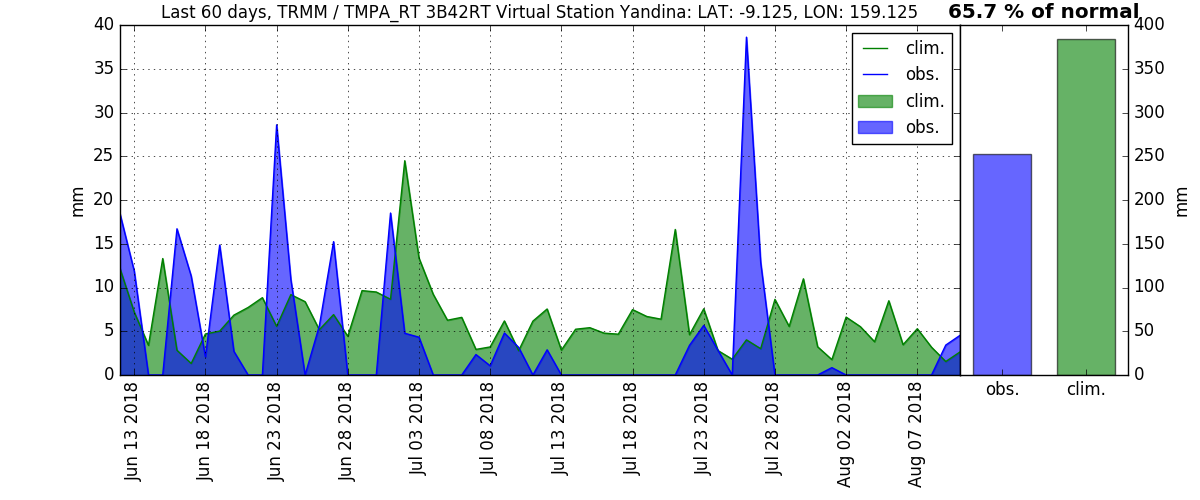 Last 60 days, TRMM / TMPA_RT 3B42RT Virtual Station Yandina: LAT: -9.125, LON: 159.125
65.7 % of normal
40
35
30
25
20
15
10
5
0
mm
clim.
obs.
clim.
obs.
400
350
300
250
200
150
100
50
0
mm
Jun 13 2018
Jun 18 2018
Jun 23 2018
Jun 28 2018
Jul 03 2018
Jul 08 2018
Jul 13 2018
Jul 18 2018
Jul 23 2018
Jul 28 2018
Aug 02 2018
Aug 07 2018
obs.
clim.